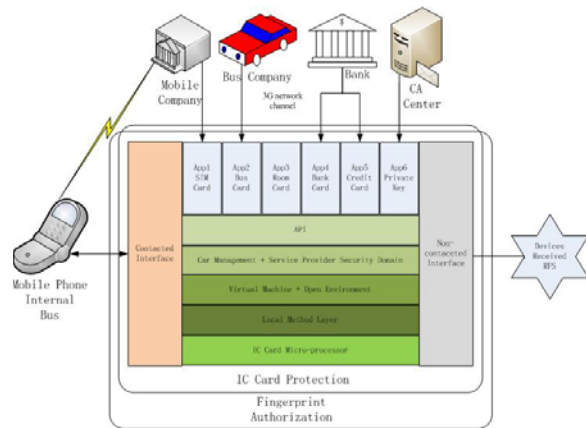 $
Mobile
Company
Bus Company
3G network
channel
Bank
CA
Center
App1
SIM
Card
App2
Bus
Card
App3
Room
Card
App4
Bank
Card
App5
Credit
Card
App6
Private
Key
API
Contacted
Interface
Car Management + Service Provider Security Domain
Non-
contaceted
Interface
Virtual Machine + Open Environment
Local Method Layer
IC Card Micro-processor
Mobile Phone
Internal
Bus
Devices
Received
RFS
IC Card Protection
Fingerprint
Authorization